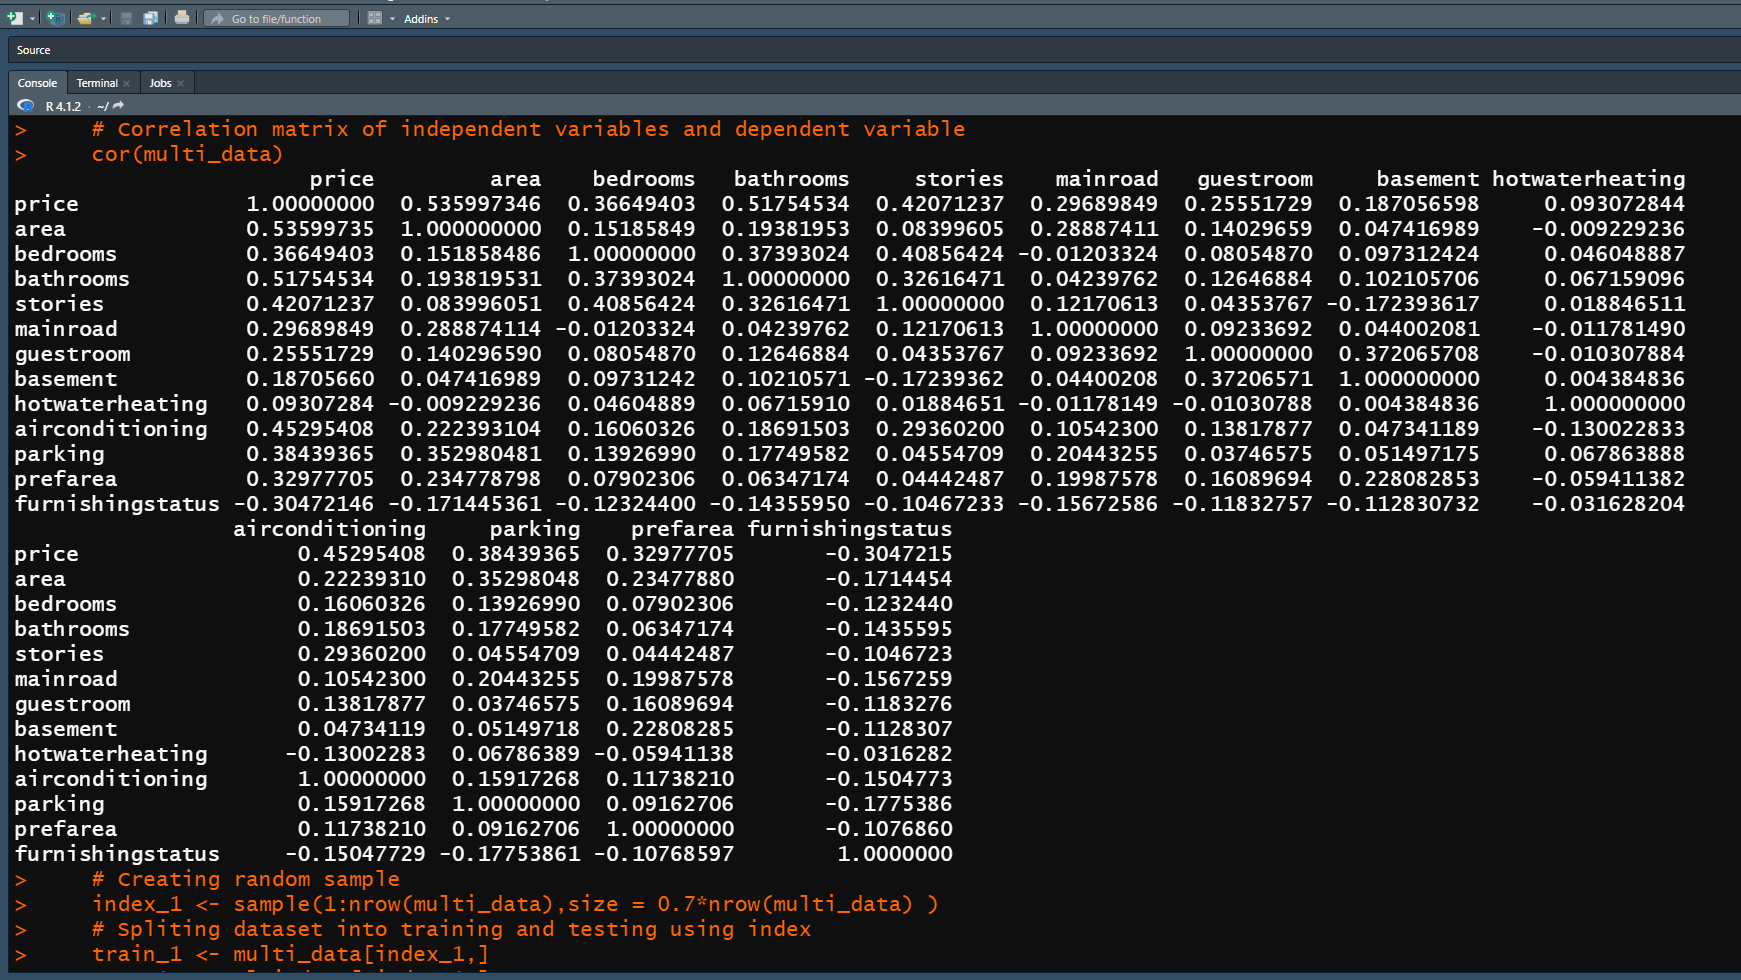 Go to file/function Addins
Source
Console Terminal Jobs
R 4.1.2 · ~/
> # Correlation matrix of independent variables and dependent variable
> cor(multi_data)
price area bedrooms bathrooms stories mainroad guestroom basement hotwaterheating
price 1.00000000 0.535997346 0.36649403 0.51754534 0.42071237 0.29689849 0.25551729 0.187056598 0.093072844
area 0.53599735 1.000000000 0.15185849 0.19381953 0.08399605 0.28887411 0.14029659 0.047416989 -0.009229236
bedrooms 0.36649403 0.151858486 1.00000000 0.37393024 0.40856424 -0.01203324 0.08054870 0.097312424 0.046048887
bathrooms 0.51754534 0.193819531 0.37393024 1.00000000 0.32616471 0.04239762 0.12646884 0.102105706 0.067159096
stories 0.42071237 0.083996051 0.40856424 0.32616471 1.00000000 0.12170613 0.04353767 -0.172393617 0.018846511
mainroad 0.29689849 0.288874114 -0.01203324 0.04239762 0.12170613 1.00000000 0.09233692 0.044002081 -0.011781490
guestroom 0.25551729 0.140296590 0.08054870 0.12646884 0.04353767 0.09233692 1.00000000 0.372065708 -0.010307884
basement 0.18705660 0.047416989 0.09731242 0.10210571 -0.17239362 0.04400208 0.37206571 1.000000000 0.004384836
hotwaterheating 0.09307284 -0.009229236 0.04604889 0.06715910 0.01884651 -0.01178149 -0.01030788 0.004384836 1.000000000
airconditioning 0.45295408 0.222393104 0.16060326 0.18691503 0.29360200 0.10542300 0.13817877 0.047341189 -0.130022833
parking 0.38439365 0.352980481 0.13926990 0.17749582 0.04554709 0.20443255 0.03746575 0.051497175 0.067863888
prefarea 0.32977705 0.234778798 0.07902306 0.06347174 0.04442487 0.19987578 0.16089694 0.228082853 -0.059411382
furnishingstatus -0.30472146 -0.171445361 -0.12324400 -0.14355950 -0.10467233 -0.15672586 -0.11832757 -0.112830732 -0.031628204
airconditioning parking prefarea furnishingstatus
price 0.45295408 0.38439365 0.32977705 -0.3047215
area 0.22239310 0.35298048 0.23477880 -0.1714454
bedrooms 0.16060326 0.13926990 0.07902306 -0.1232440
bathrooms 0.18691503 0.17749582 0.06347174 -0.1435595
stories 0.29360200 0.04554709 0.04442487 -0.1046723
mainroad 0.10542300 0.20443255 0.19987578 -0.1567259
guestroom 0.13817877 0.03746575 0.16089694 -0.1183276
basement 0.04734119 0.05149718 0.22808285 -0.1128307
hotwaterheating -0.13002283 0.06786389 -0.05941138 -0.0316282
airconditioning 1.00000000 0.15917268 0.11738210 -0.1504773
parking 0.15917268 1.00000000 0.09162706 -0.1775386
prefarea 0.11738210 0.09162706 1.00000000 -0.1076860
furnishingstatus -0.15047729 -0.17753861 -0.10768597 1.0000000
> # Creating random sample
> index_1 <- sample(1:nrow(multi_data),size = 0.7*nrow(multi_data) )
> # Spliting dataset into training and testing using index
> train_1 <- multi_data[index_1,]